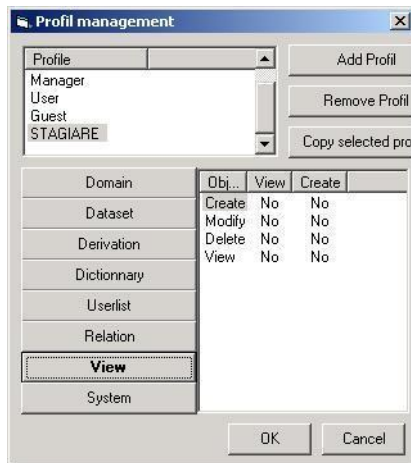 Profil management
Profile
Manager
User
Guest
STAGIARE
Add Profil
Remove Profil
Copy selected pro
Domain
Dataset
Derivation
Dictionnary
Userlist
Relation
View
System
Obj... View Create
Create No No
Modify No No
Delete No No
View No No
OK Cancel